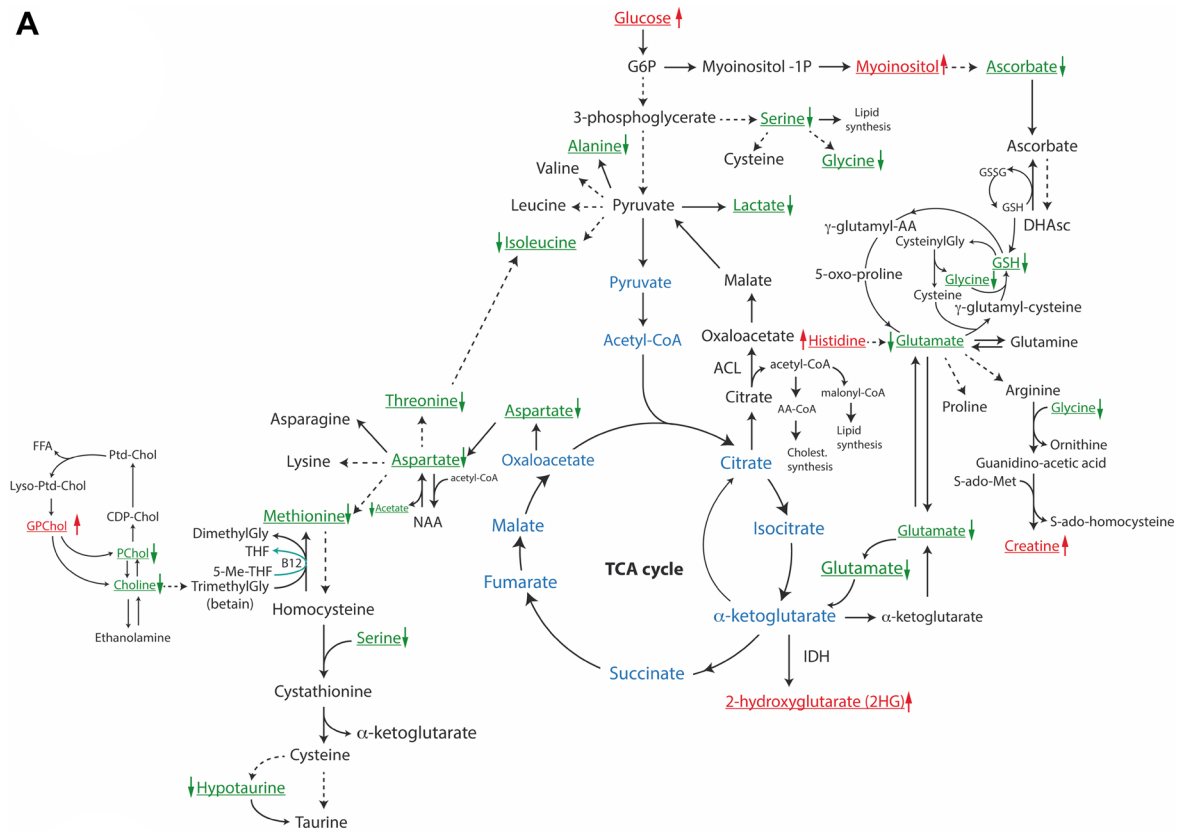 A
Glucose
G6P
Myoinositol -1P
Myoinositol
Ascorbate
3-phosphoglycerate
Serine
Lipid
synthesis
Alanine
Valine
Cysteine
Glycine
Ascorbate
GSSG
GSH
DHAsc
Leucine
Pyruvate
Lactate
Isoleucine
γ-glutamyl-AA
CysteinylGly
GSH
5-oxo-proline
Glycine
Cysteine
γ-glutamyl-cysteine
Pyruvate
Malate
Acetyl-CoA
Oxaloacetate
Histidine
Glutamate
Glutamine
ACL
acetyl-CoA
Citrate
malonyl-CoA
AA-CoA
Lipid
synthesis
Cholest.
synthesis
Proline
Arginine
Glycine
Ornithine
Guanidino-acetic acid
S-ado-Met
S-ado-homocysteine
Creatine
Threonine
Aspartate
Asparagine
Lysine
Aspartate
acetyl-CoA
Acetate
NAA
Methionine
Oxaloacetate
Citrate
Malate
Isocitrate
TCA cycle
Fumarate
α-ketoglutarate
Succinate
Glutamate
Glutamate
α-ketoglutarate
IDH
2-hydroxyglutarate (2HG)
FFA
Ptd-Chol
Lyso-Ptd-Chol
GPChol
CDP-Chol
PChol
Choline
Ethanolamine
DimethylGly
THF
B12
5-Me-THF
TrimethylGly
(betain)
Homocysteine
Serine
Cystathionine
α-ketoglutarate
Cysteine
Hypotaurine
Taurine